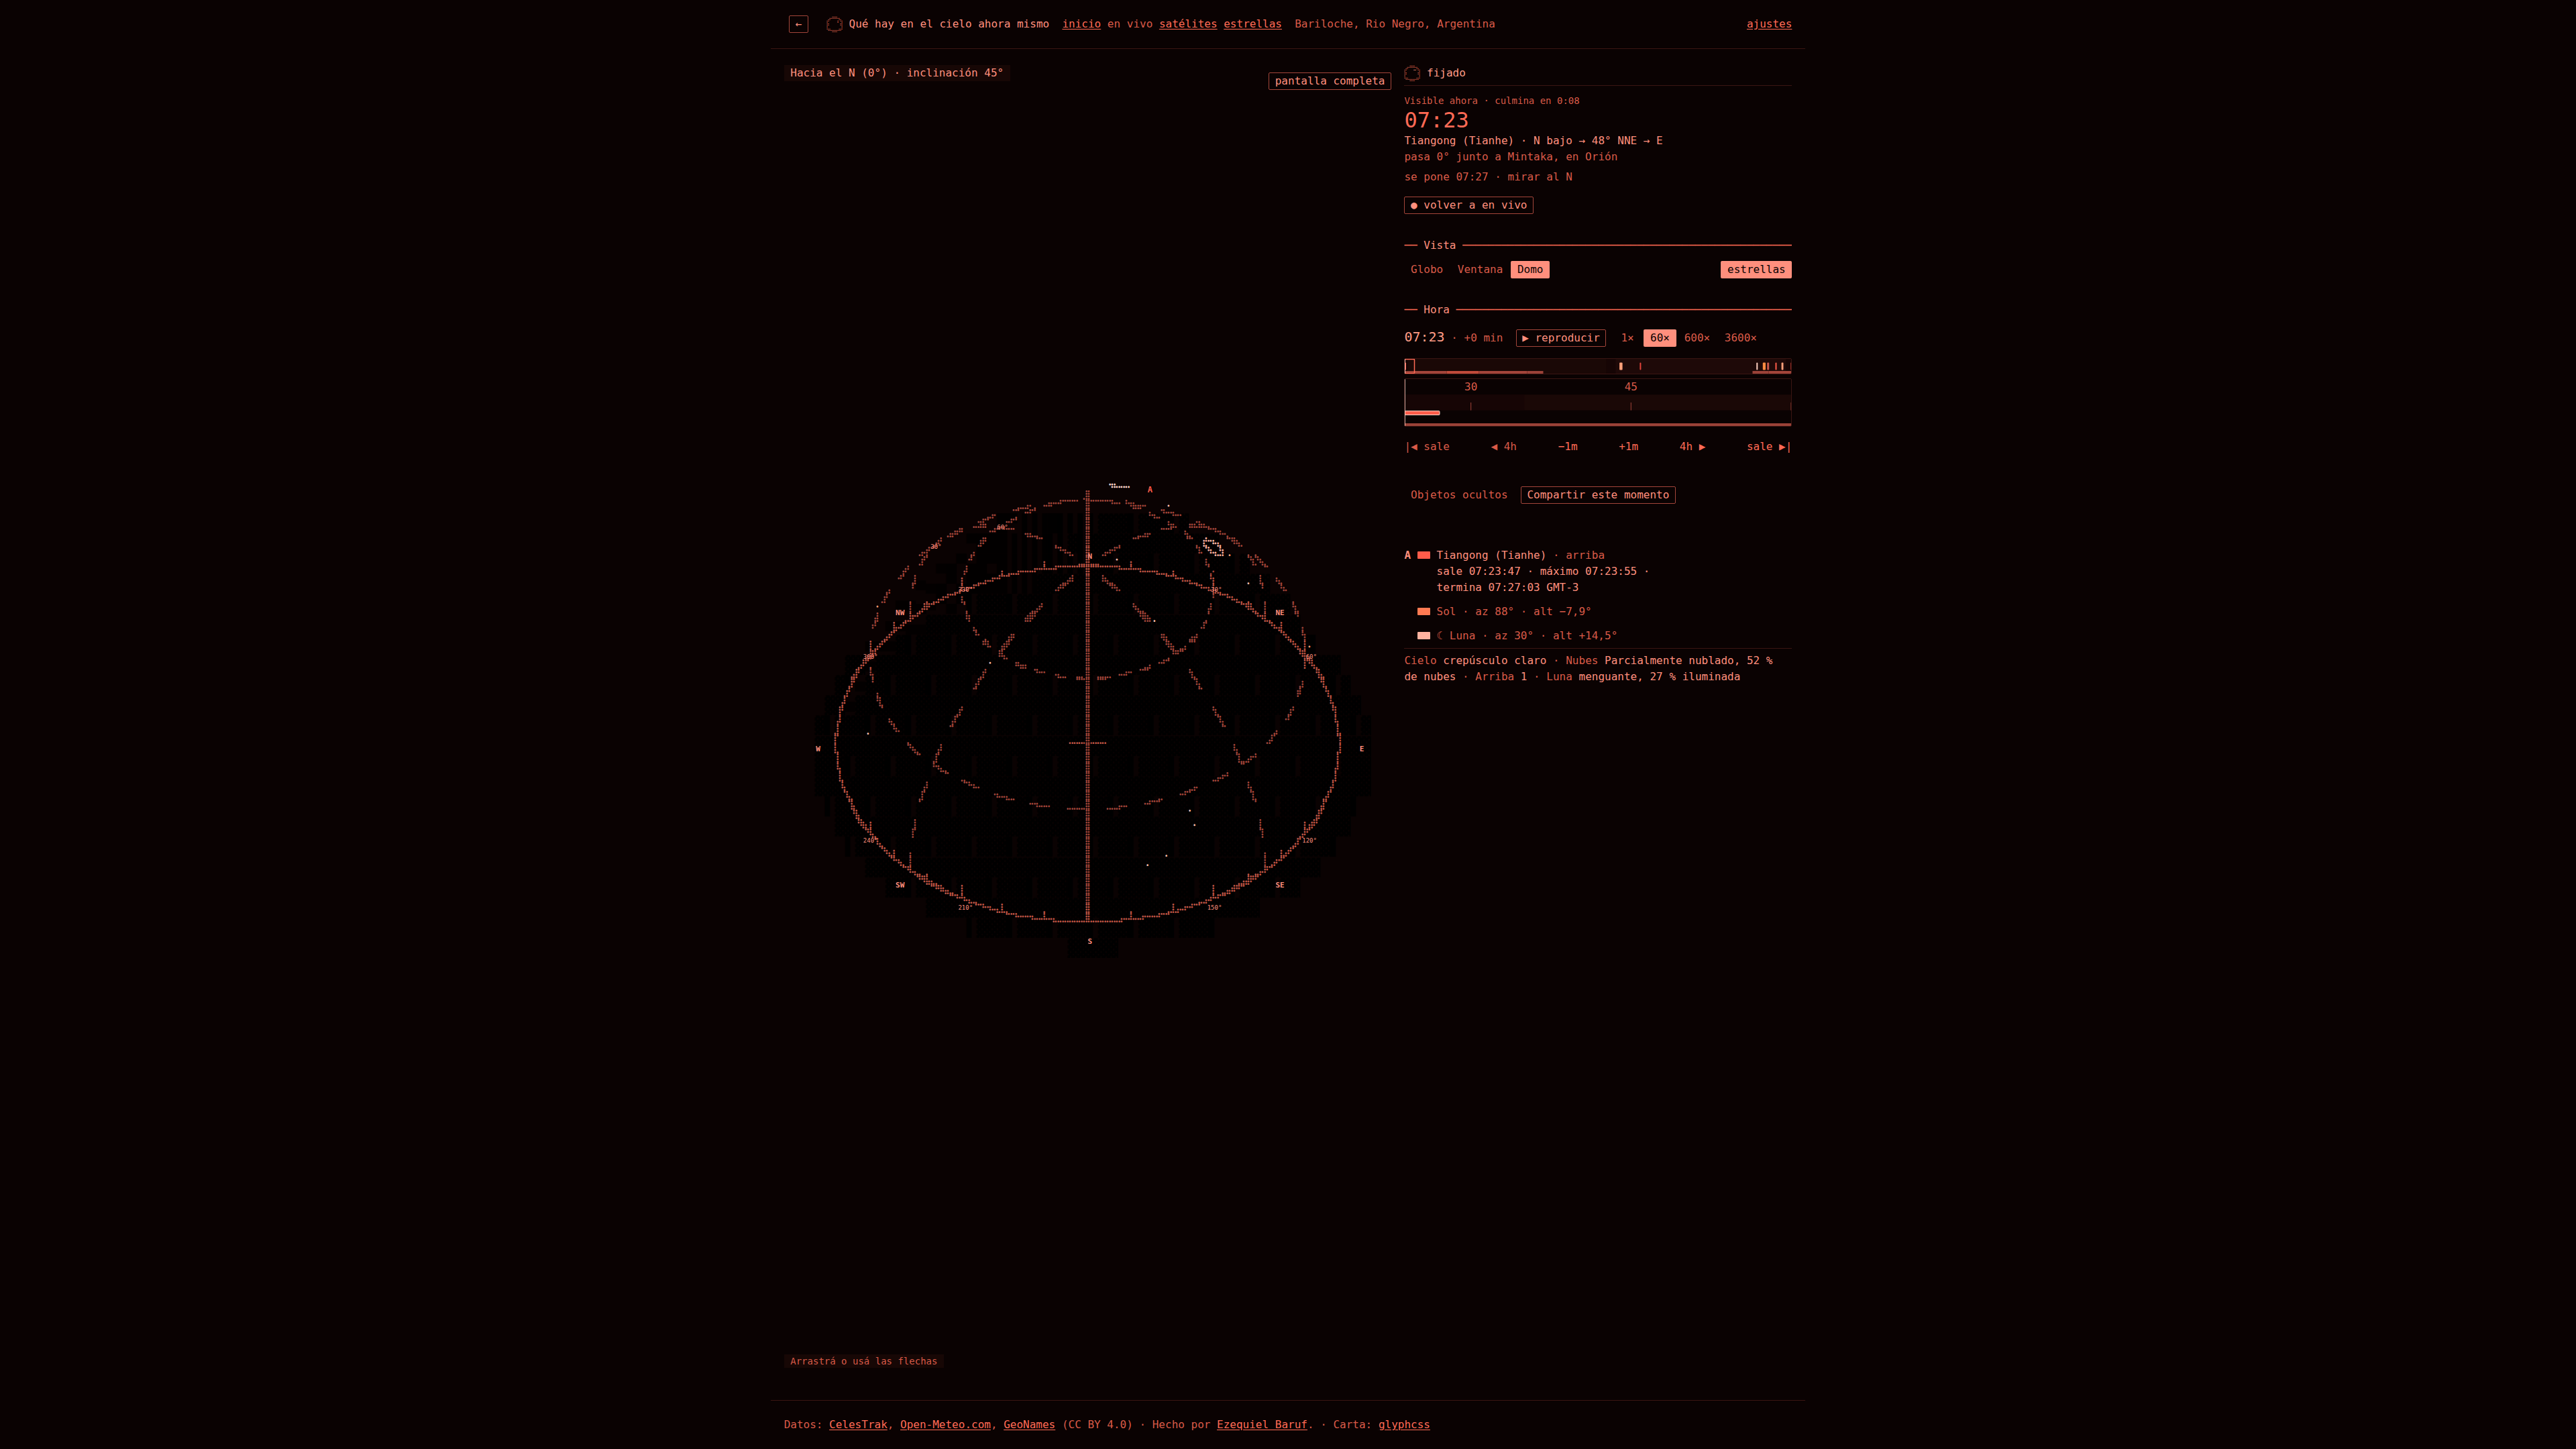 ← Qué hay en el cielo ahora mismo inicio en vivo satélites estrellas Bariloche, Rio Negro, Argentina ajustes
Hacia el N (0°) · inclinación 45°
pantalla completa
A
N
NW
NE
W
E
240°
120°
SW
SE
210°
150°
S
Arrastrá o usá las flechas
fijado
Visible ahora · culmina en 0:08
07:23
Tiangong (Tianhe) · N bajo → 48° NNE → E
pasa 0° junto a Mintaka, en Orión
se pone 07:27 · mirar al N
● volver a en vivo
Vista
Globo Ventana Domo estrellas
Hora
07:23 · +0 min ▶ reproducir 1× 60× 600× 3600×
30 45
|◀ sale ◀ 4h −1m +1m 4h ▶ sale ▶|
Objetos ocultos Compartir este momento
A Tiangong (Tianhe) · arriba
sale 07:23:47 · máximo 07:23:55 ·
termina 07:27:03 GMT-3
Sol · az 88° · alt −7,9°
☾ Luna · az 30° · alt +14,5°
Cielo crepúsculo claro · Nubes Parcialmente nublado, 52 %
de nubes · Arriba 1 · Luna menguante, 27 % iluminada
Datos: CelesTrak, Open-Meteo.com, GeoNames (CC BY 4.0) · Hecho por Ezequiel Baruf. · Carta: glyphcss